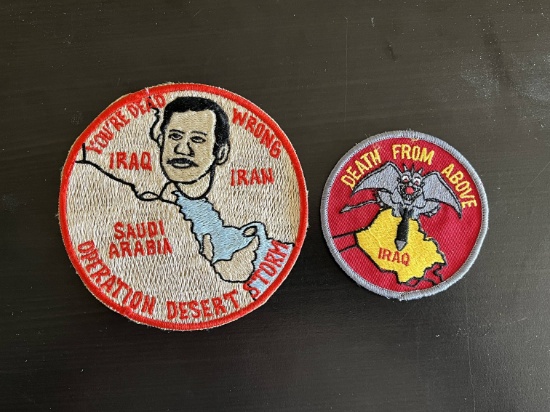 YOU'RE DEAD WRONG
IRAQ
IRAN
SAUDI
ARABIA
OPERATION DESERT STORM
DEATH FROM ABOVE
IRAQ